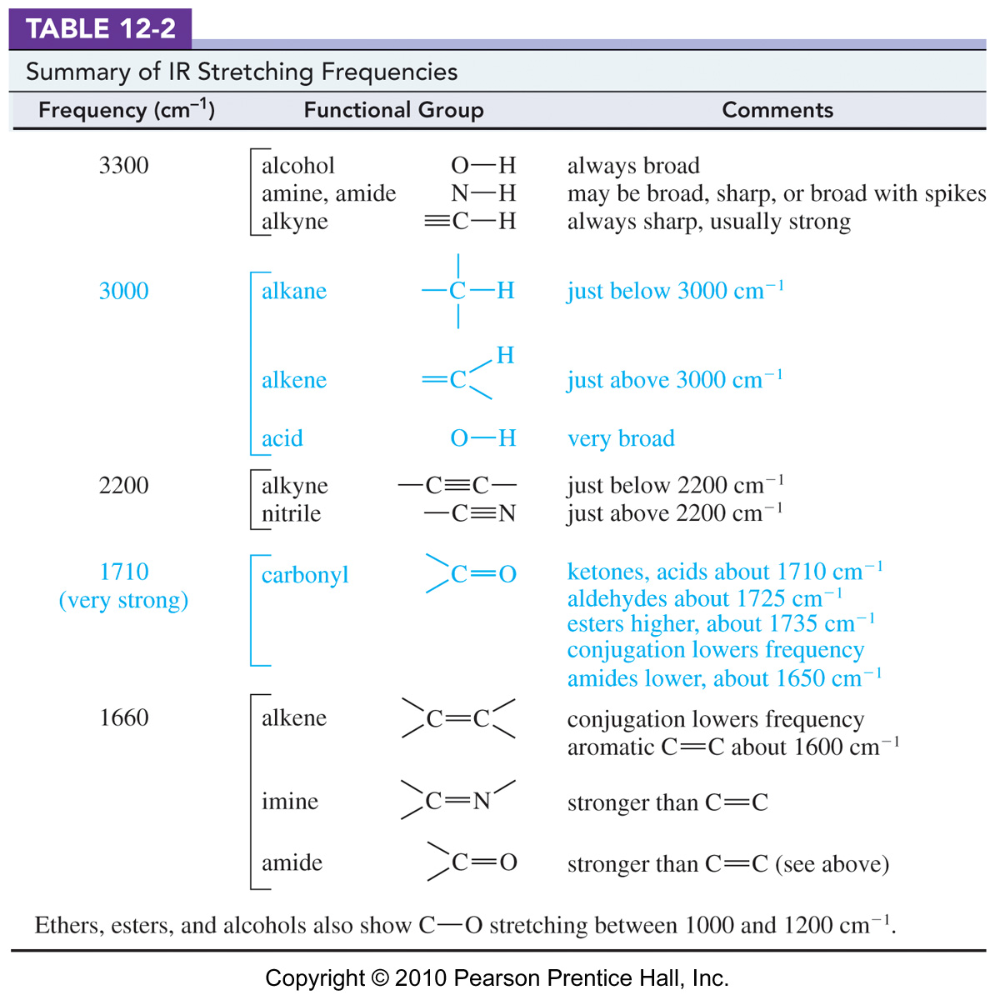 TABLE 12-2
Summary of IR Stretching Frequencies
Frequency (cm⁻¹) Functional Group Comments
3300 alcohol O—H always broad
amine, amide N—H may be broad, sharp, or broad with spikes
alkyne ≡C—H always sharp, usually strong
3000 alkane —C—H just below 3000 cm⁻¹
H
alkene =C just above 3000 cm⁻¹
acid O—H very broad
2200 alkyne —C≡C— just below 2200 cm⁻¹
nitrile —C≡N just above 2200 cm⁻¹
1710 carbonyl C=O ketones, acids about 1710 cm⁻¹
(very strong) aldehydes about 1725 cm⁻¹
esters higher, about 1735 cm⁻¹
conjugation lowers frequency
amides lower, about 1650 cm⁻¹
1660 alkene C=C conjugation lowers frequency
aromatic C=C about 1600 cm⁻¹
imine C=N stronger than C=C
amide C=O stronger than C=C (see above)
Ethers, esters, and alcohols also show C—O stretching between 1000 and 1200 cm⁻¹.
Copyright © 2010 Pearson Prentice Hall, Inc.